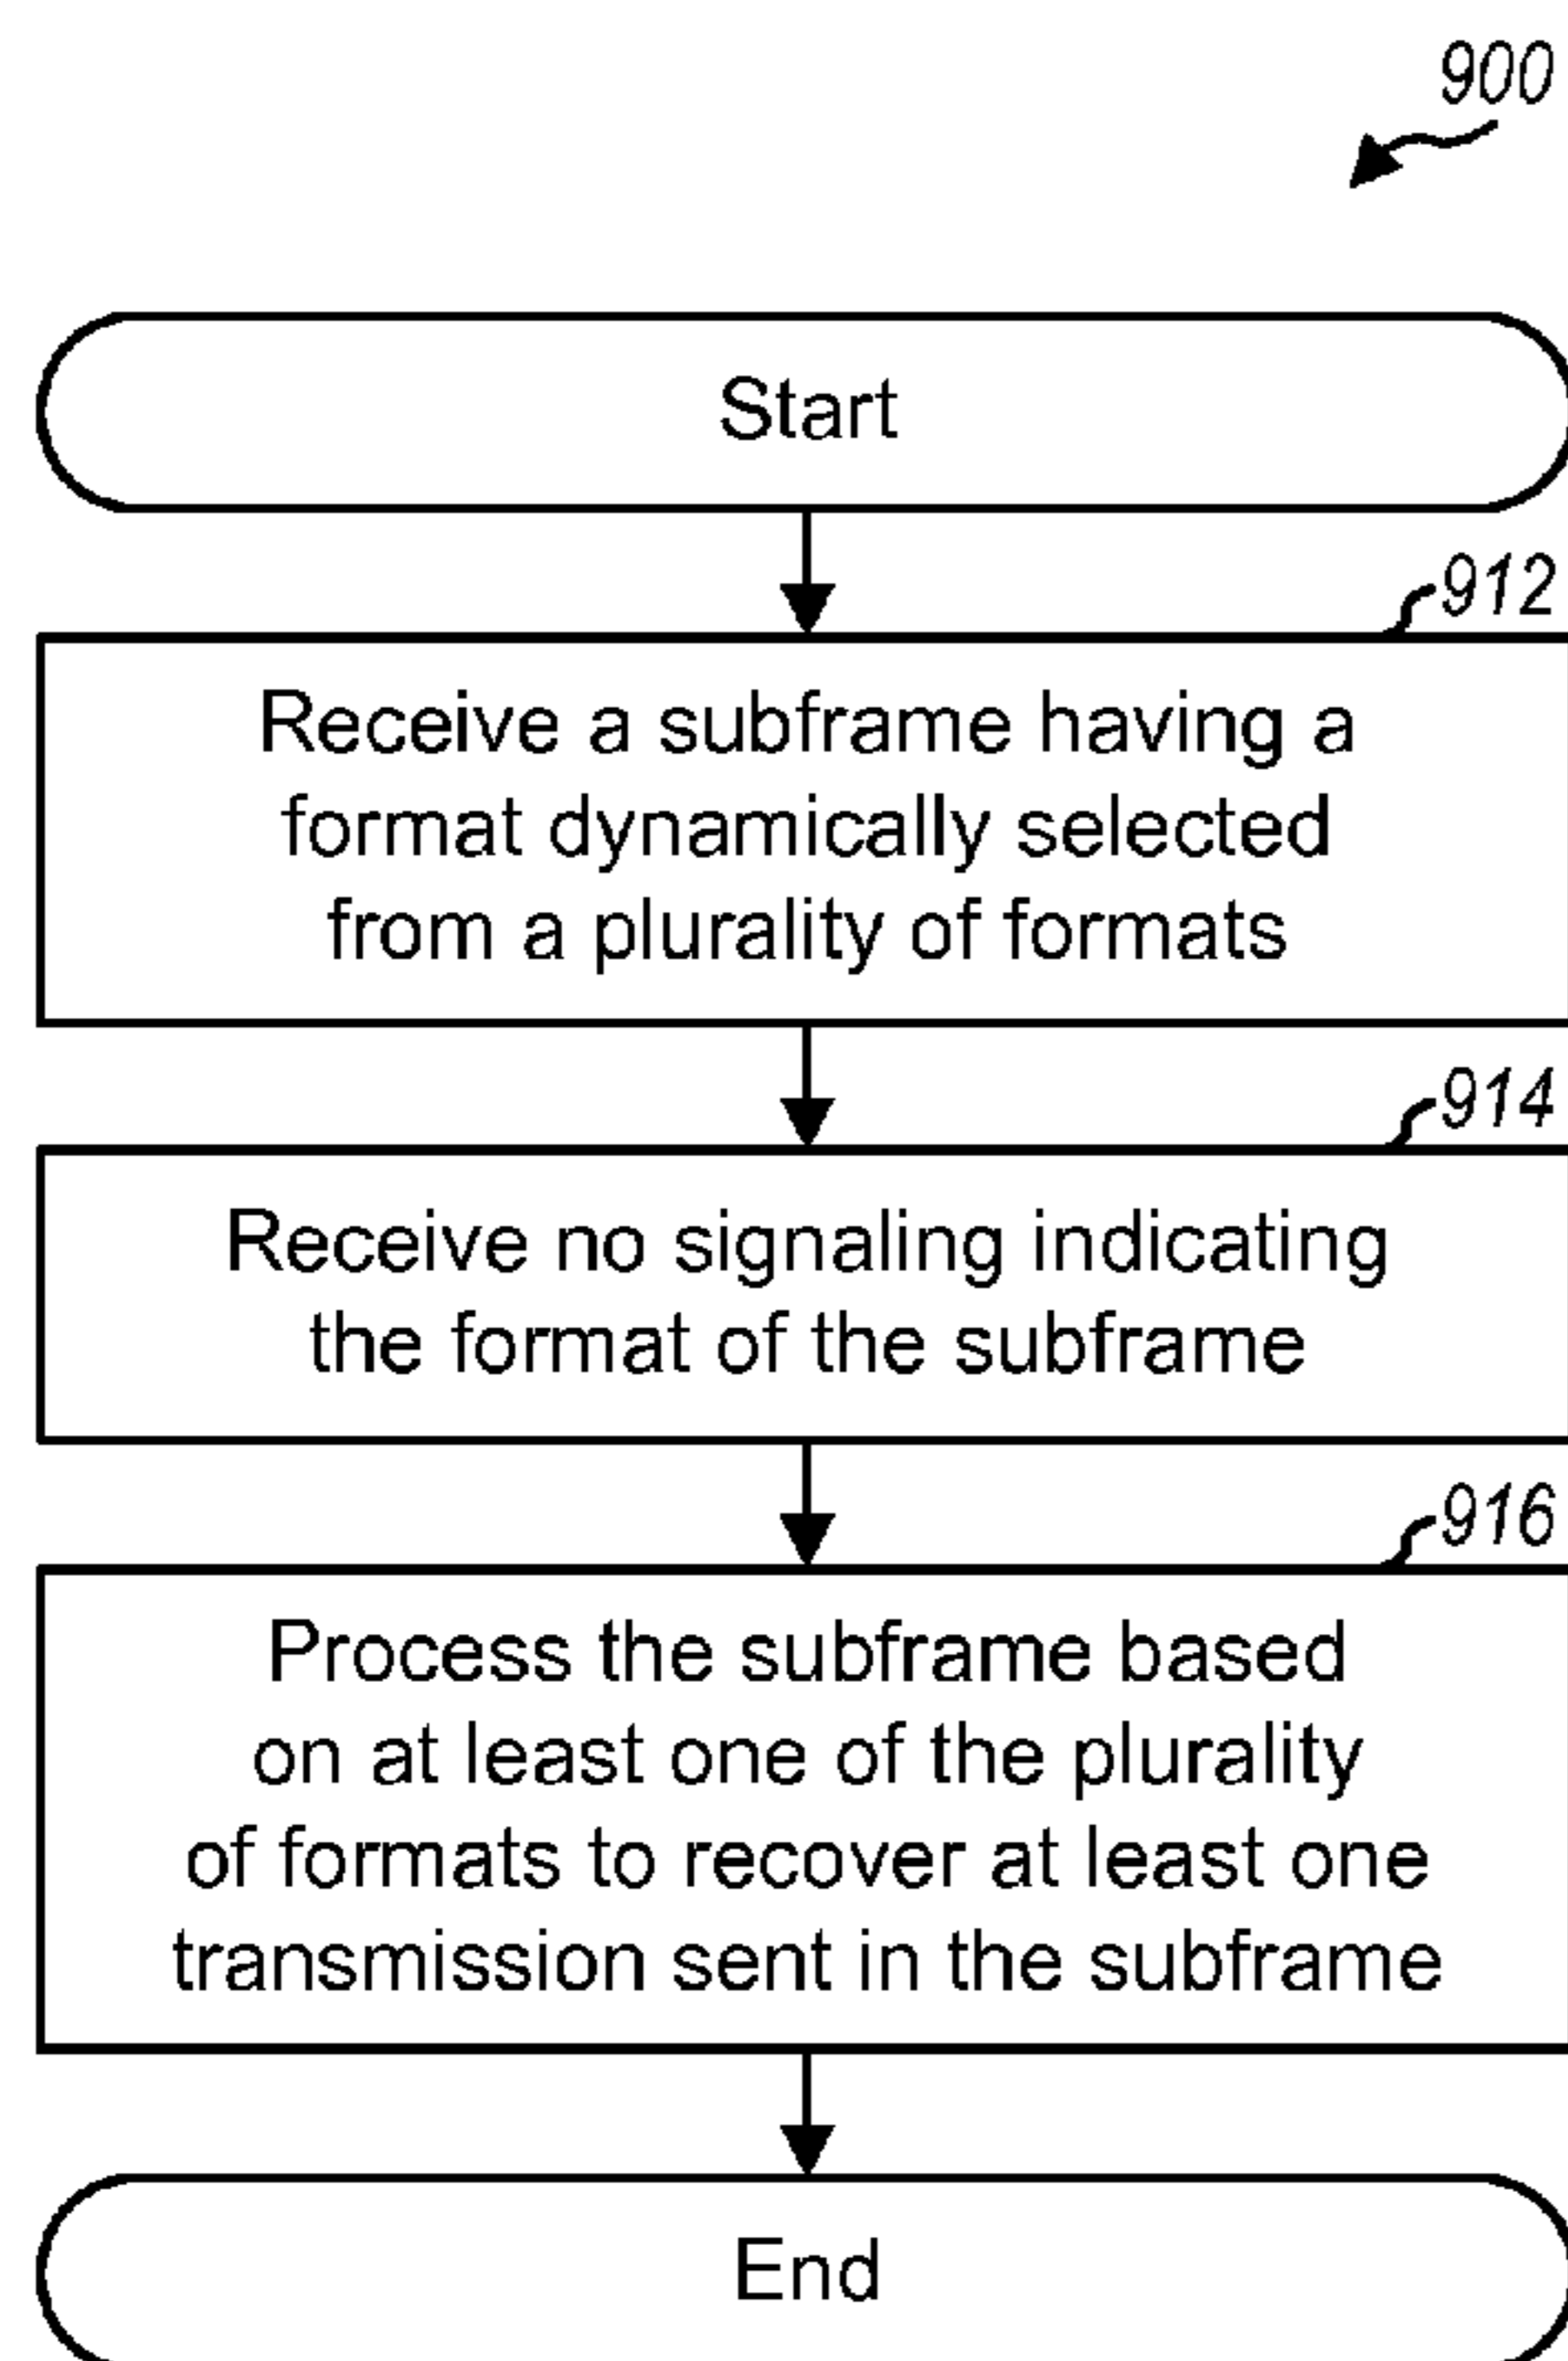 900
Start
912
Receive a subframe having a
format dynamically selected
from a plurality of formats
914
Receive no signaling indicating
the format of the subframe
916
Process the subframe based
on at least one of the plurality
of formats to recover at least one
transmission sent in the subframe
End